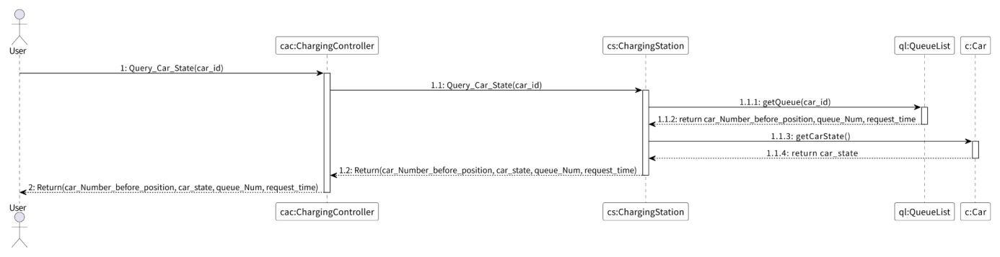 User
cac:ChargingController
cs:ChargingStation
ql:QueueList
c:Car
1: Query_Car_State(car_id)
1.1: Query_Car_State(car_id)
1.1.1: getQueue(car_id)
1.1.2: return car_Number_before_position, queue_Num, request_time
1.1.3: getCarState()
1.1.4: return car_state
1.2: Return(car_Number_before_position, car_state, queue_Num, request_time)
2: Return(car_Number_before_position, car_state, queue_Num, request_time)
User
cac:ChargingController
cs:ChargingStation
ql:QueueList
c:Car